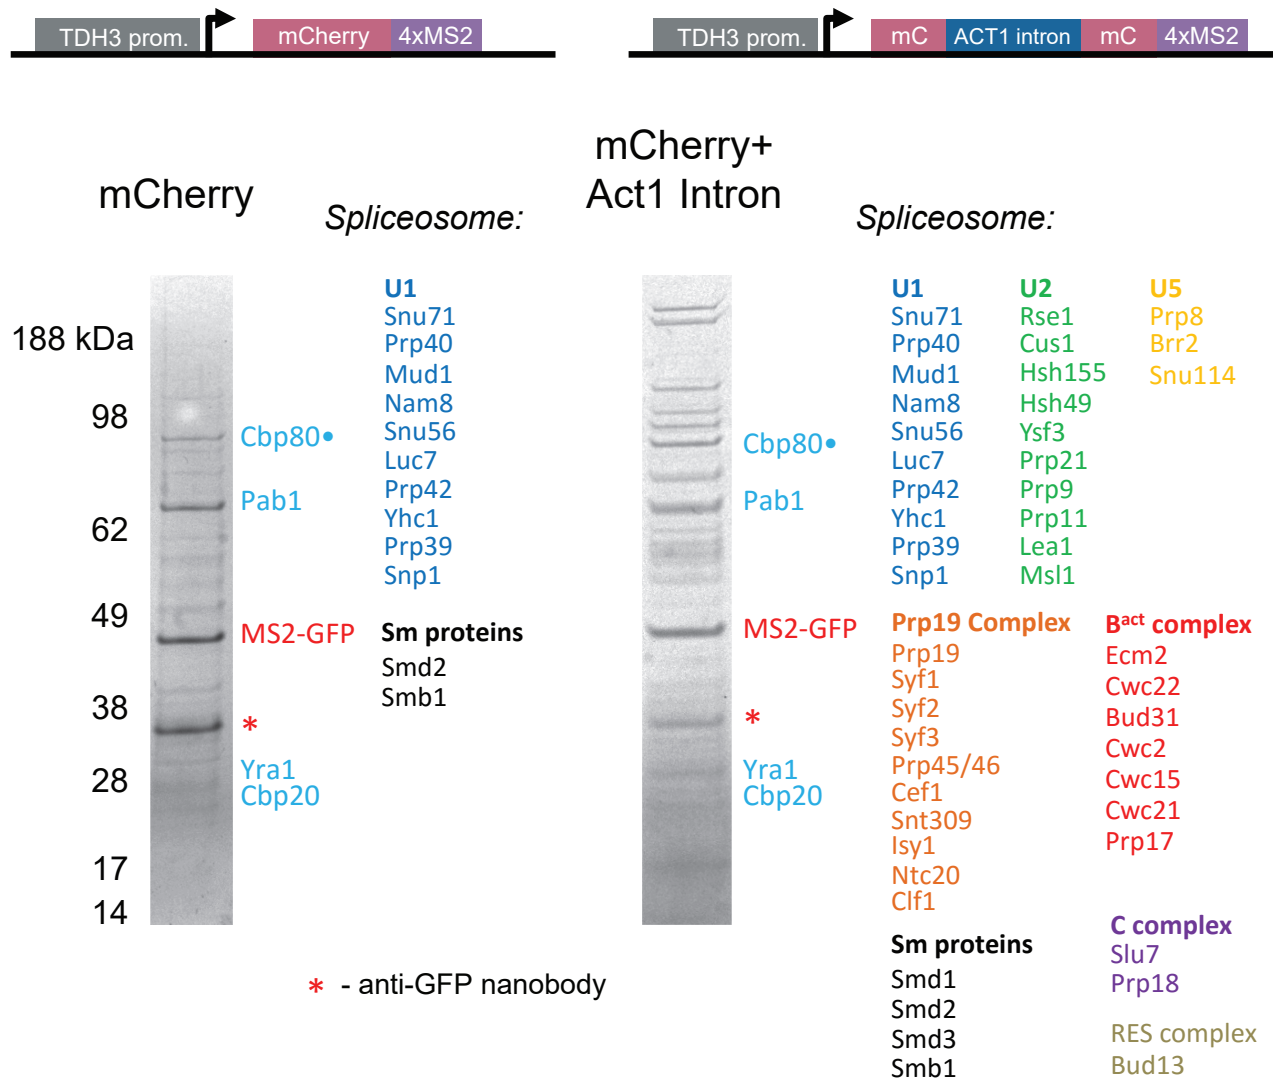 TDH3 prom.
mCherry
4xMS2
TDH3 prom.
mC
ACT1 intron
mC
4xMS2
mCherry
Spliceosome:
188 kDa
98
62
49
38
28
17
14
Cbp80•
Pab1
MS2-GFP
*
Yra1
Cbp20
U1
Snu71
Prp40
Mud1
Nam8
Snu56
Luc7
Prp42
Yhc1
Prp39
Snp1
Sm proteins
Smd2
Smb1
* - anti-GFP nanobody
mCherry+
Act1 Intron
Spliceosome:
Cbp80•
Pab1
MS2-GFP
*
Yra1
Cbp20
U1
Snu71
Prp40
Mud1
Nam8
Snu56
Luc7
Prp42
Yhc1
Prp39
Snp1
U2
Rse1
Cus1
Hsh155
Hsh49
Ysf3
Prp21
Prp9
Prp11
Lea1
Msl1
U5
Prp8
Brr2
Snu114
Prp19 Complex
Prp19
Syf1
Syf2
Syf3
Prp45/46
Cef1
Snt309
Isy1
Ntc20
Clf1
Bact complex
Ecm2
Cwc22
Bud31
Cwc2
Cwc15
Cwc21
Prp17
Sm proteins
Smd1
Smd2
Smd3
Smb1
C complex
Slu7
Prp18
RES complex
Bud13